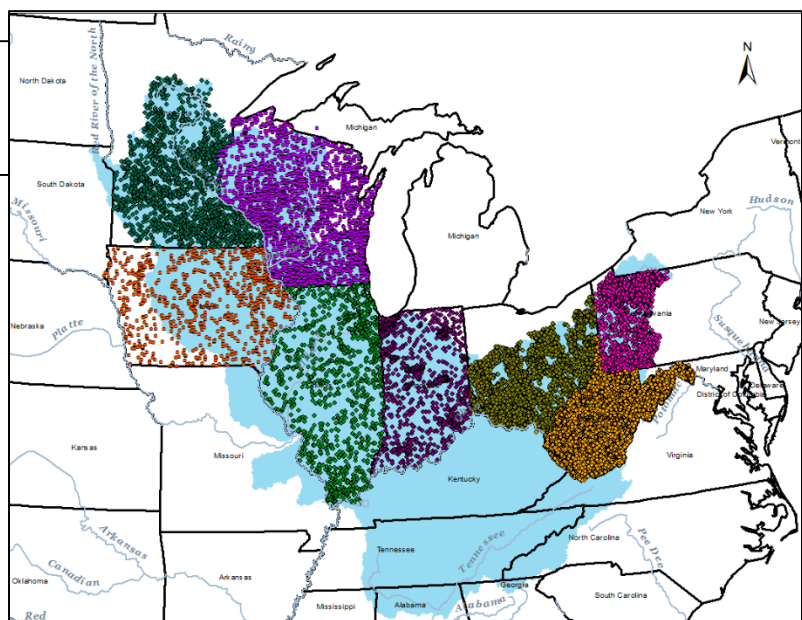 Rainy
N
Red River of the North
North Dakota
Michigan
Vermont
South Dakota
Hudson
New York
Missouri
Michigan
Nebraska
Platte
Susquehanna
New Jersey
Maryland
Delaware
District of Columbia
Potomac
Kansas
Missouri
Kentucky
Virginia
Arkansas
Tennessee
Tennessee
North Carolina
Pee Dee
Canadian
Oklahoma
Arkansas
Georgia
South Carolina
Mississippi
Alabama
Alabama
Red